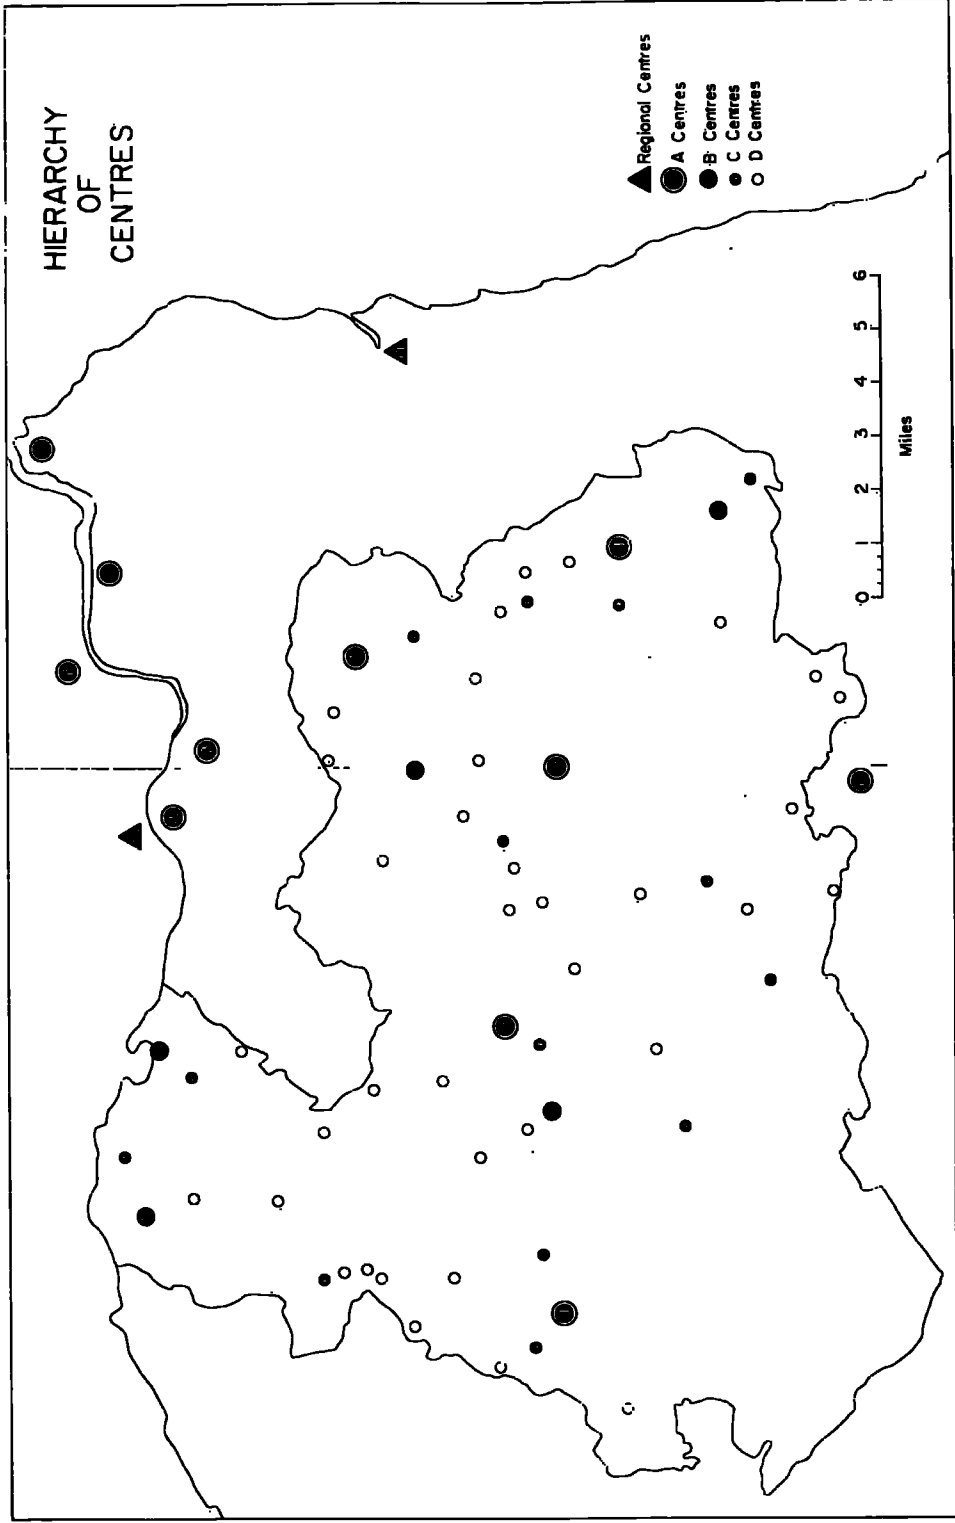 HIERARCHY
OF
CENTRES
Regional Centres
A Centres
B Centres
C Centres
D Centres
0 1 2 3 4 5 6
Miles